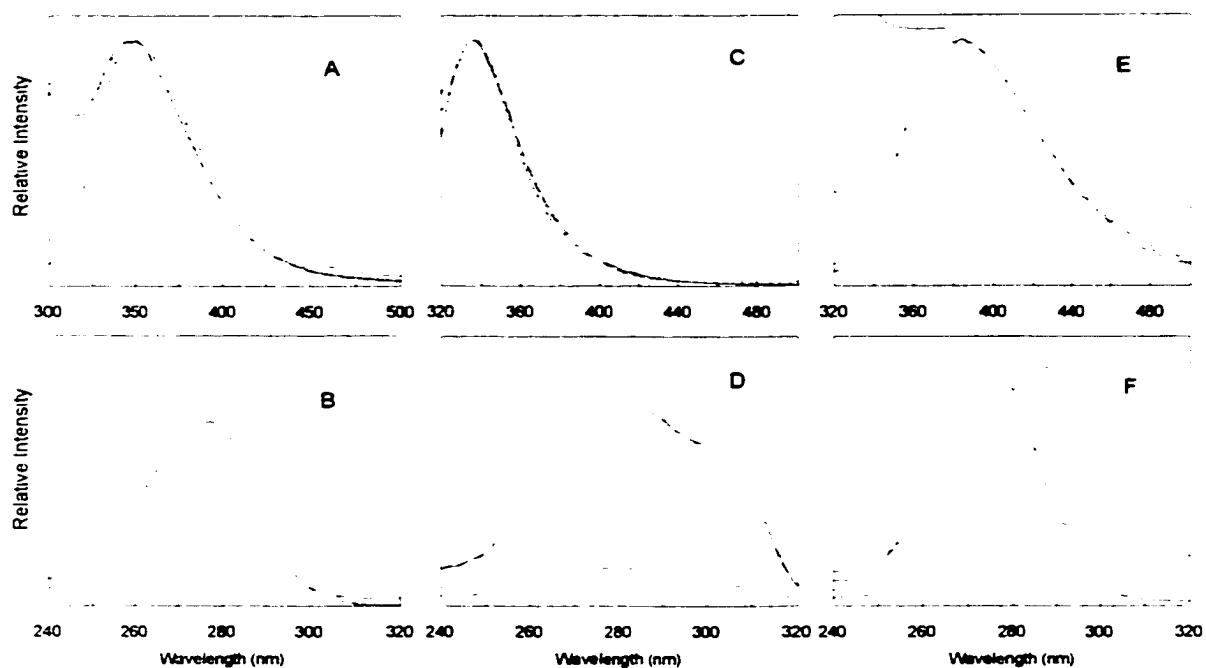 A
C
E
Relative Intensity
300 350 400 450 500
320 360 400 440 480
320 360 400 440 480
B
D
F
Relative Intensity
240 260 280 300 320
240 260 280 300 320
240 260 280 300 320
Wavelength (nm)
Wavelength (nm)
Wavelength (nm)